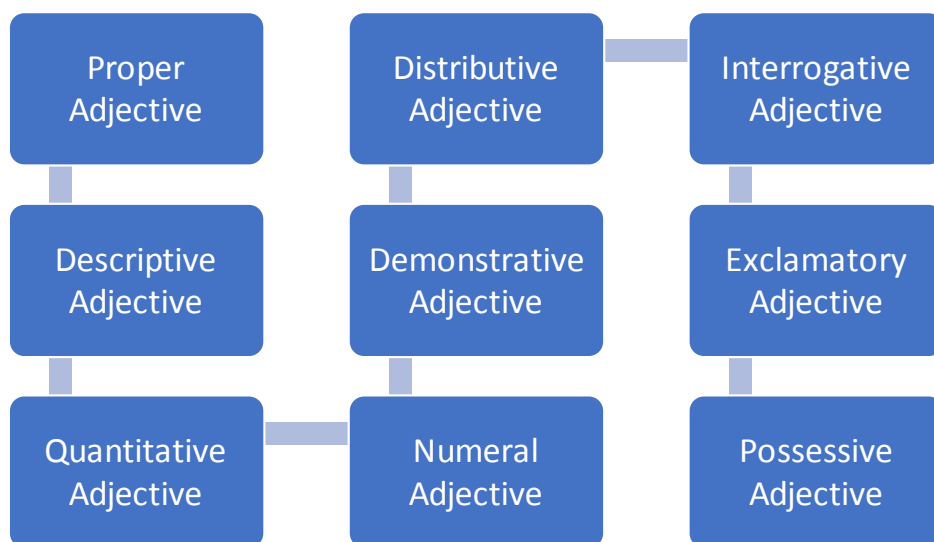 Proper
Adjective
Descriptive
Adjective
Quantitative
Adjective
Numeral
Adjective
Demonstrative
Adjective
Distributive
Adjective
Interrogative
Adjective
Exclamatory
Adjective
Possessive
Adjective